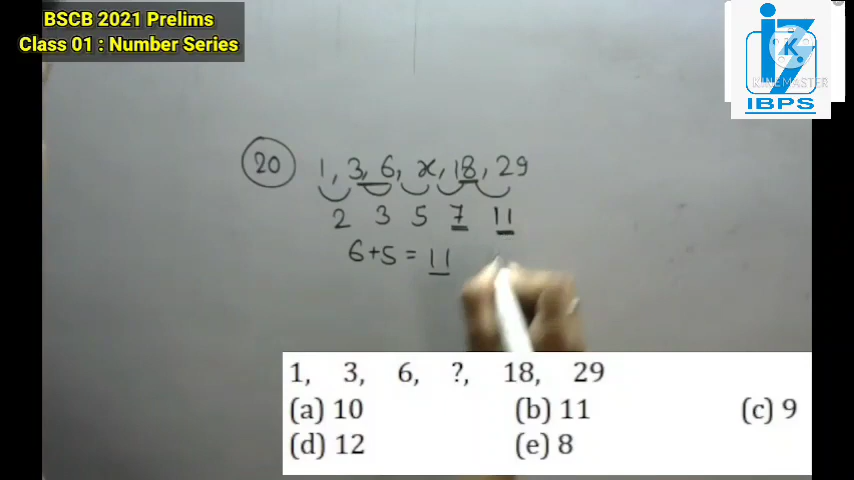 BSCB 2021 Prelims
Class 01 : Number Series
K
KINEMASTER
IBPS
20 1, 3, 6, x, 18, 29
2 3 5 7 11
6+5 = 11
1, 3, 6, ?, 18, 29
(a) 10 (b) 11 (c) 9
(d) 12 (e) 8